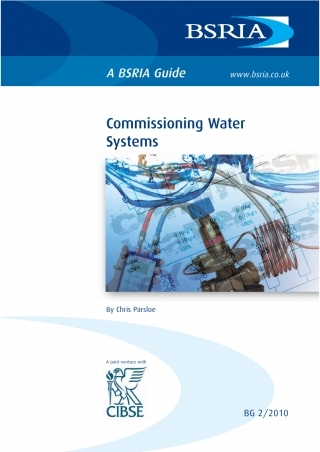 BSRIA
A BSRIA Guide
www.bsria.co.uk
Commissioning Water
Systems
By Chris Parsloe
A joint venture with
CIBSE
BG 2/2010